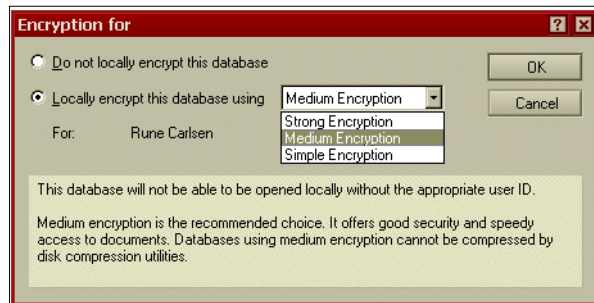 Encryption for
Do not locally encrypt this database
OK
Locally encrypt this database using Medium Encryption
Cancel
Strong Encryption
For: Rune Carlsen Medium Encryption
Simple Encryption
This database will not be able to be opened locally without the appropriate user ID.
Medium encryption is the recommended choice. It offers good security and speedy
access to documents. Databases using medium encryption cannot be compressed by
disk compression utilities.